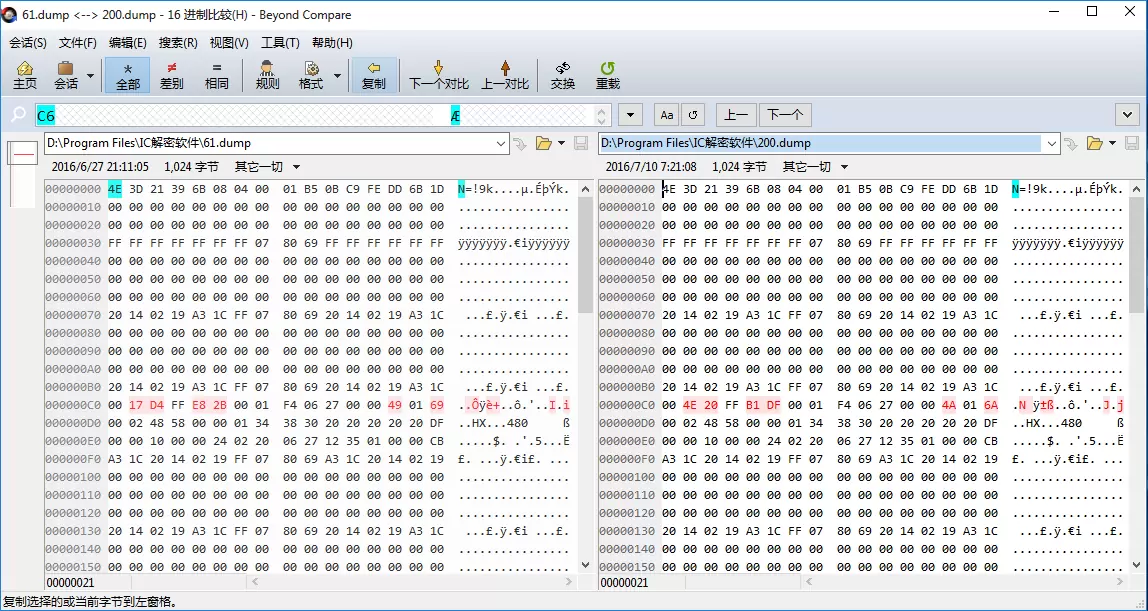 61.dump <--> 200.dump - 16 进制比较(H) - Beyond Compare
会话(S) 文件(F) 编辑(E) 搜索(R) 视图(V) 工具(T) 帮助(H)
主页 会话 全部 差别 相同 规则 格式 复制 下一个对比 上一对比 交换 重载
C6 Æ Aa 上一 下一个
D:\Program Files\IC解密软件\61.dump D:\Program Files\IC解密软件\200.dump
2016/6/27 21:11:05 1,024 字节 其它一切 2016/7/10 7:21:08 1,024 字节 其它一切
00000000 4E 3D 21 39 6B 08 04 00 01 B5 0B C9 FE DD 6B 1D N=!9k....µ.ÉþÝk. 00000000 4E 3D 21 39 6B 08 04 00 01 B5 0B C9 FE DD 6B 1D N=!9k....µ.ÉþÝk.
00000010 00 00 00 00 00 00 00 00 00 00 00 00 00 00 00 00 ................ 00000010 00 00 00 00 00 00 00 00 00 00 00 00 00 00 00 00 ................
00000020 00 00 00 00 00 00 00 00 00 00 00 00 00 00 00 00 ................ 00000020 00 00 00 00 00 00 00 00 00 00 00 00 00 00 00 00 ................
00000030 FF FF FF FF FF FF FF 07 80 69 FF FF FF FF FF FF ÿÿÿÿÿÿÿ.€iÿÿÿÿÿÿ 00000030 FF FF FF FF FF FF FF 07 80 69 FF FF FF FF FF FF ÿÿÿÿÿÿÿ.€iÿÿÿÿÿÿ
00000040 00 00 00 00 00 00 00 00 00 00 00 00 00 00 00 00 ................ 00000040 00 00 00 00 00 00 00 00 00 00 00 00 00 00 00 00 ................
00000050 00 00 00 00 00 00 00 00 00 00 00 00 00 00 00 00 ................ 00000050 00 00 00 00 00 00 00 00 00 00 00 00 00 00 00 00 ................
00000060 00 00 00 00 00 00 00 00 00 00 00 00 00 00 00 00 ................ 00000060 00 00 00 00 00 00 00 00 00 00 00 00 00 00 00 00 ................
00000070 20 14 02 19 A3 1C FF 07 80 69 20 14 02 19 A3 1C  ...£.ÿ.€i ...£. 00000070 20 14 02 19 A3 1C FF 07 80 69 20 14 02 19 A3 1C  ...£.ÿ.€i ...£.
00000080 00 00 00 00 00 00 00 00 00 00 00 00 00 00 00 00 ................ 00000080 00 00 00 00 00 00 00 00 00 00 00 00 00 00 00 00 ................
00000090 00 00 00 00 00 00 00 00 00 00 00 00 00 00 00 00 ................ 00000090 00 00 00 00 00 00 00 00 00 00 00 00 00 00 00 00 ................
000000A0 00 00 00 00 00 00 00 00 00 00 00 00 00 00 00 00 ................ 000000A0 00 00 00 00 00 00 00 00 00 00 00 00 00 00 00 00 ................
000000B0 20 14 02 19 A3 1C FF 07 80 69 20 14 02 19 A3 1C  ...£.ÿ.€i ...£. 000000B0 20 14 02 19 A3 1C FF 07 80 69 20 14 02 19 A3 1C  ...£.ÿ.€i ...£.
000000C0 00 17 D4 FF E8 2B 00 01 F4 06 27 00 00 49 01 69 ..Ôÿè+..ô.'..I.i 000000C0 00 4E 20 FF B1 DF 00 01 F4 06 27 00 00 4A 01 6A .N ÿ±ß..ô.'..J.j
000000D0 00 02 48 58 00 00 01 34 38 30 20 20 20 20 20 DF ..HX...480     ß 000000D0 00 02 48 58 00 00 01 34 38 30 20 20 20 20 20 DF ..HX...480     ß
000000E0 00 00 10 00 00 24 02 20 06 27 12 35 01 00 00 CB .....$. .'.5...Ë 000000E0 00 00 10 00 00 24 02 20 06 27 12 35 01 00 00 CB .....$. .'.5...Ë
000000F0 A3 1C 20 14 02 19 FF 07 80 69 A3 1C 20 14 02 19 £. ...ÿ.€i£. ... 000000F0 A3 1C 20 14 02 19 FF 07 80 69 A3 1C 20 14 02 19 £. ...ÿ.€i£. ...
00000100 00 00 00 00 00 00 00 00 00 00 00 00 00 00 00 00 ................ 00000100 00 00 00 00 00 00 00 00 00 00 00 00 00 00 00 00 ................
00000110 00 00 00 00 00 00 00 00 00 00 00 00 00 00 00 00 ................ 00000110 00 00 00 00 00 00 00 00 00 00 00 00 00 00 00 00 ................
00000120 00 00 00 00 00 00 00 00 00 00 00 00 00 00 00 00 ................ 00000120 00 00 00 00 00 00 00 00 00 00 00 00 00 00 00 00 ................
00000130 20 14 02 19 A3 1C FF 07 80 69 20 14 02 19 A3 1C  ...£.ÿ.€i ...£. 00000130 20 14 02 19 A3 1C FF 07 80 69 20 14 02 19 A3 1C  ...£.ÿ.€i ...£.
00000140 00 00 00 00 00 00 00 00 00 00 00 00 00 00 00 00 ................ 00000140 00 00 00 00 00 00 00 00 00 00 00 00 00 00 00 00 ................
00000150 00 00 00 00 00 00 00 00 00 00 00 00 00 00 00 00 ................ 00000150 00 00 00 00 00 00 00 00 00 00 00 00 00 00 00 00 ................
00000021 00000021
复制选择的或当前字节到左窗格。